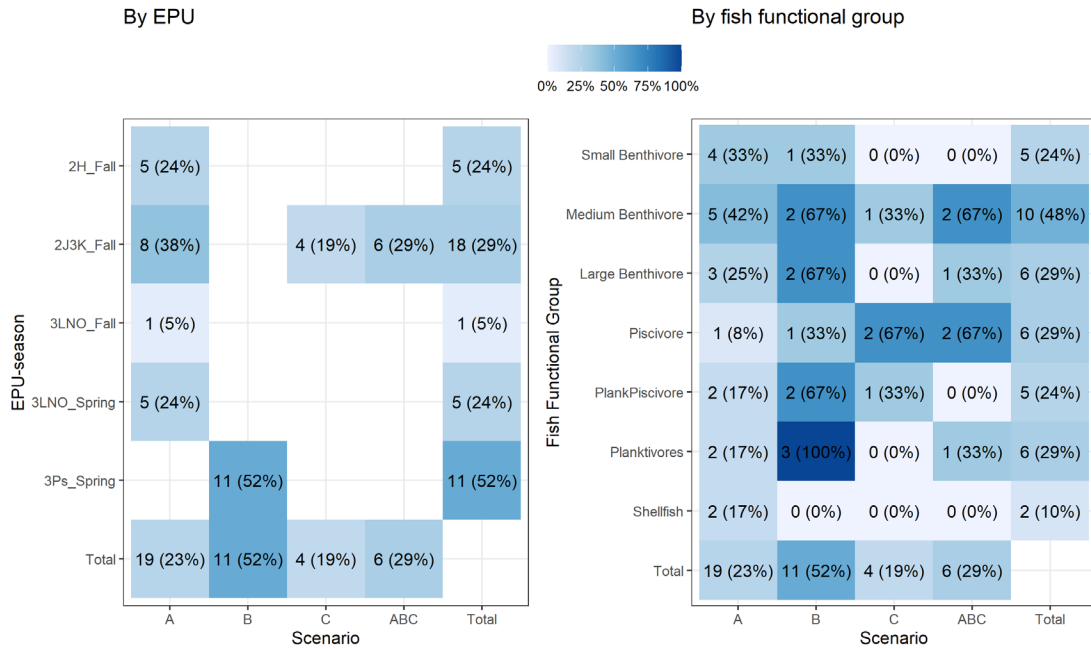 By EPU
By fish functional group
0% 25% 50% 75% 100%
EPU-season
2H_Fall 5 (24%) 5 (24%)
2J3K_Fall 8 (38%) 4 (19%) 6 (29%) 18 (29%)
3LNO_Fall 1 (5%) 1 (5%)
3LNO_Spring 5 (24%) 5 (24%)
3Ps_Spring 11 (52%) 11 (52%)
Total 19 (23%) 11 (52%) 4 (19%) 6 (29%)
A B C ABC Total
Scenario
Fish Functional Group
Small Benthivore 4 (33%) 1 (33%) 0 (0%) 0 (0%) 5 (24%)
Medium Benthivore 5 (42%) 2 (67%) 1 (33%) 2 (67%) 10 (48%)
Large Benthivore 3 (25%) 2 (67%) 0 (0%) 1 (33%) 6 (29%)
Piscivore 1 (8%) 1 (33%) 2 (67%) 2 (67%) 6 (29%)
PlankPiscivore 2 (17%) 2 (67%) 1 (33%) 0 (0%) 5 (24%)
Planktivores 2 (17%) 3 (100%) 0 (0%) 1 (33%) 6 (29%)
Shellfish 2 (17%) 0 (0%) 0 (0%) 0 (0%) 2 (10%)
Total 19 (23%) 11 (52%) 4 (19%) 6 (29%)
A B C ABC Total
Scenario